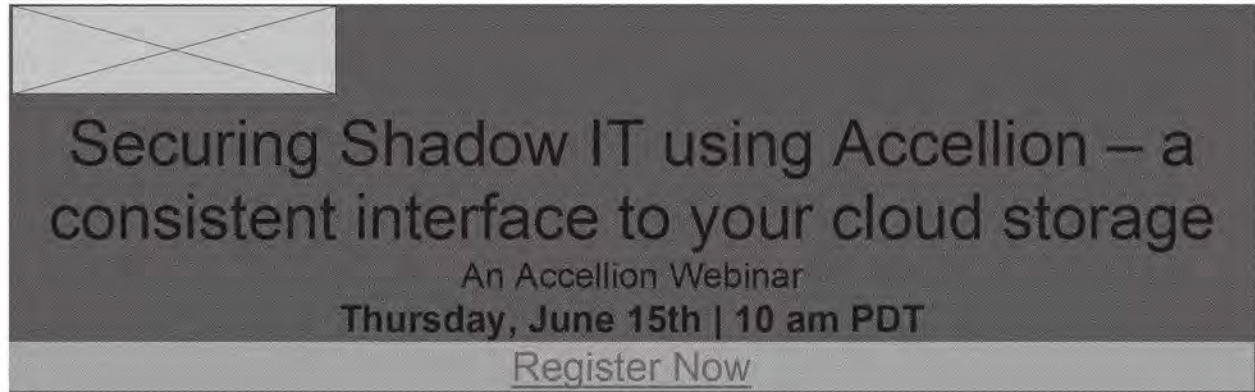 Securing Shadow IT using Accellion – a
consistent interface to your cloud storage
An Accellion Webinar
Thursday, June 15th | 10 am PDT
Register Now